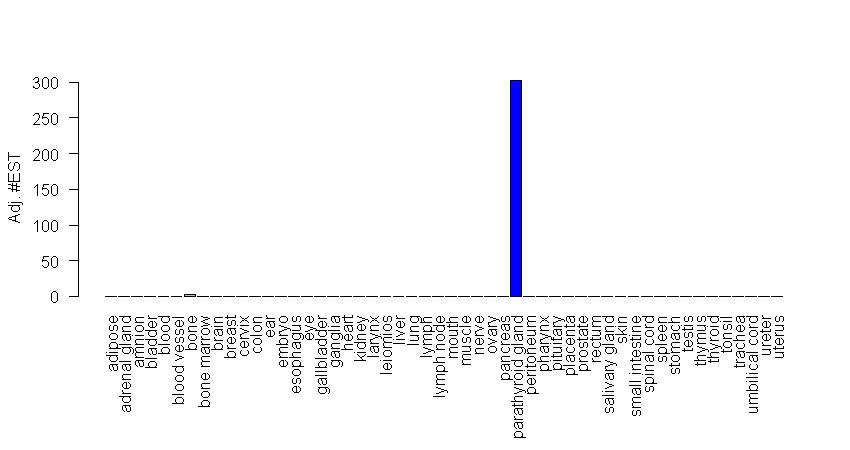 Adj. #EST
300
250
200
150
100
50
0
adipose
adrenal gland
amnion
bladder
blood
blood vessel
bone
bone marrow
brain
breast
cervix
colon
ear
embryo
esophagus
eye
gallbladder
ganglia
heart
kidney
larynx
leiomios
liver
lung
lymph
lymph node
mouth
muscle
nerve
ovary
pancreas
parathyroid gland
peritoneum
pharynx
pituitary
placenta
prostate
rectum
salivary gland
skin
small intestine
spinal cord
spleen
stomach
testis
thymus
thyroid
tonsil
trachea
umbilical cord
ureter
uterus